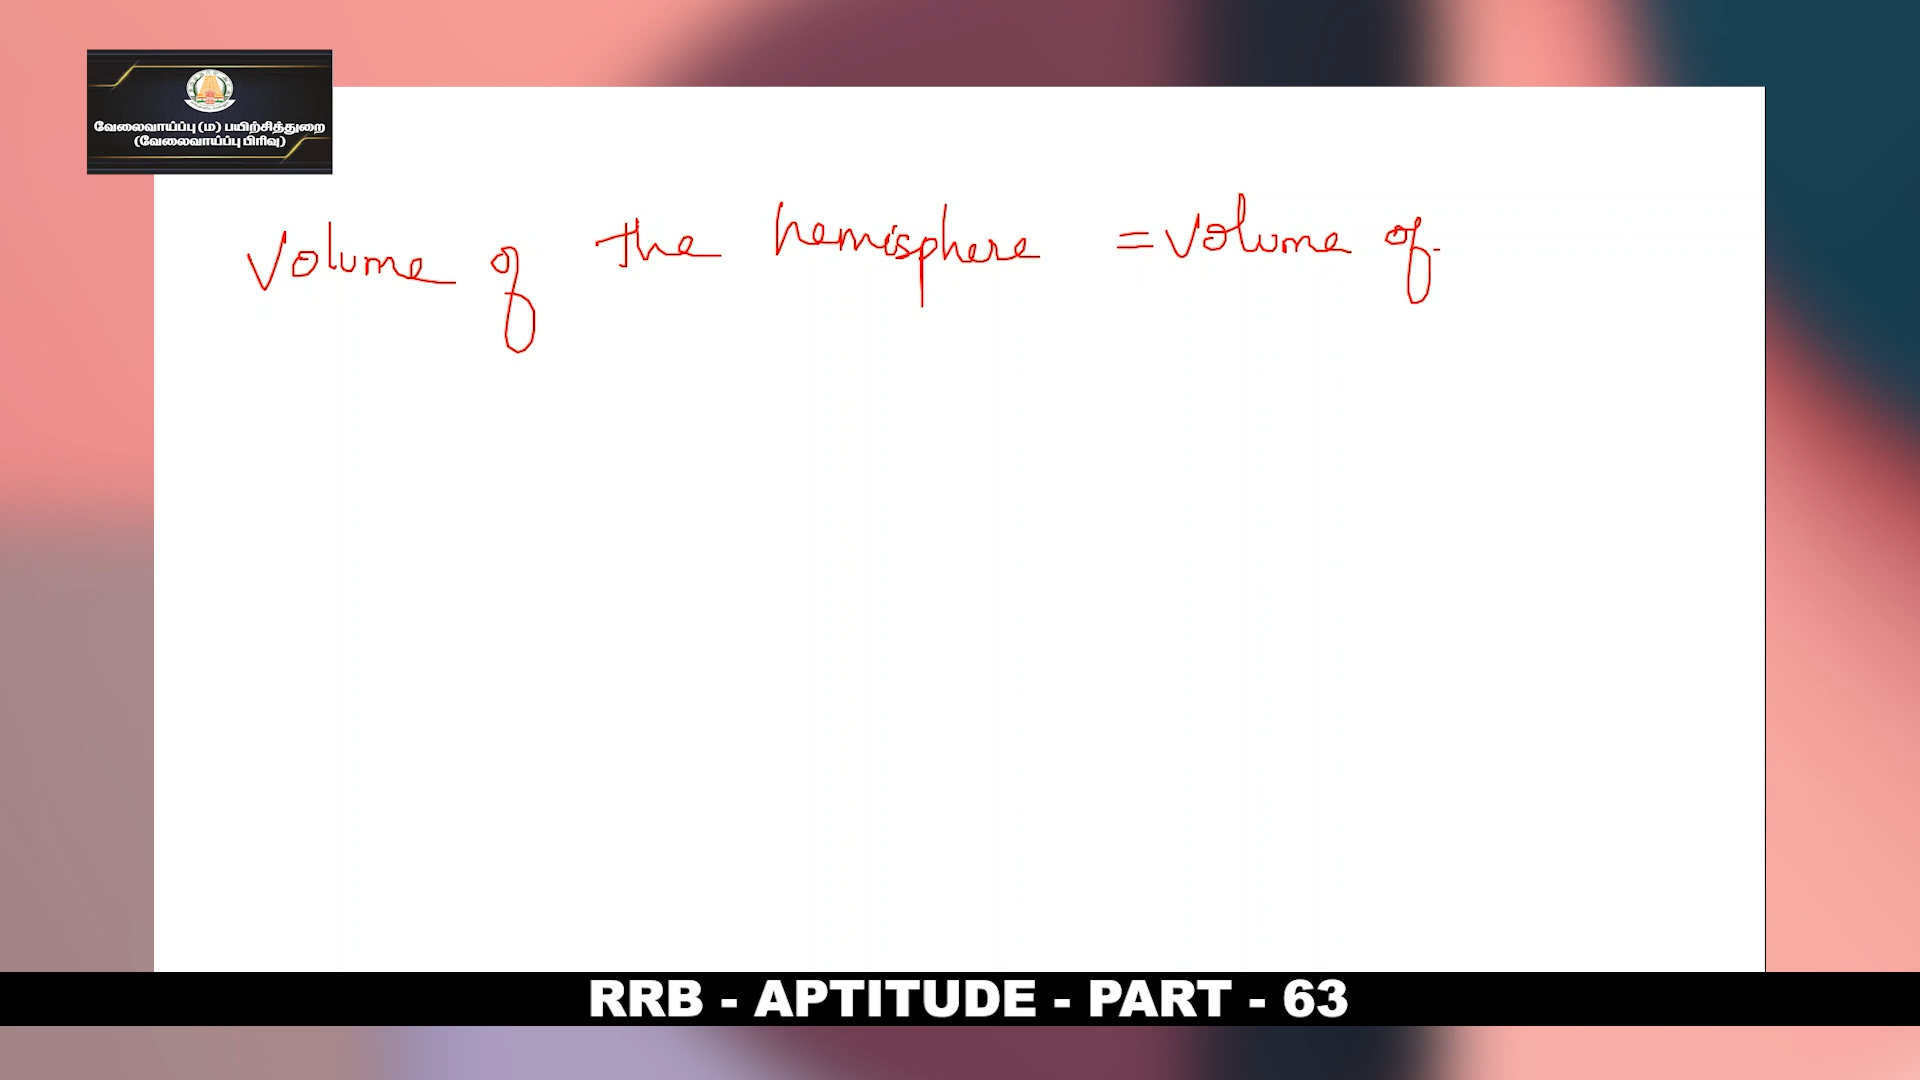 வேலைவாய்ப்பு (ம) பயிற்சித்துறை
(வேலைவாய்ப்பு பிரிவு)
Volume of the hemisphere = Volume of
RRB - APTITUDE - PART - 63